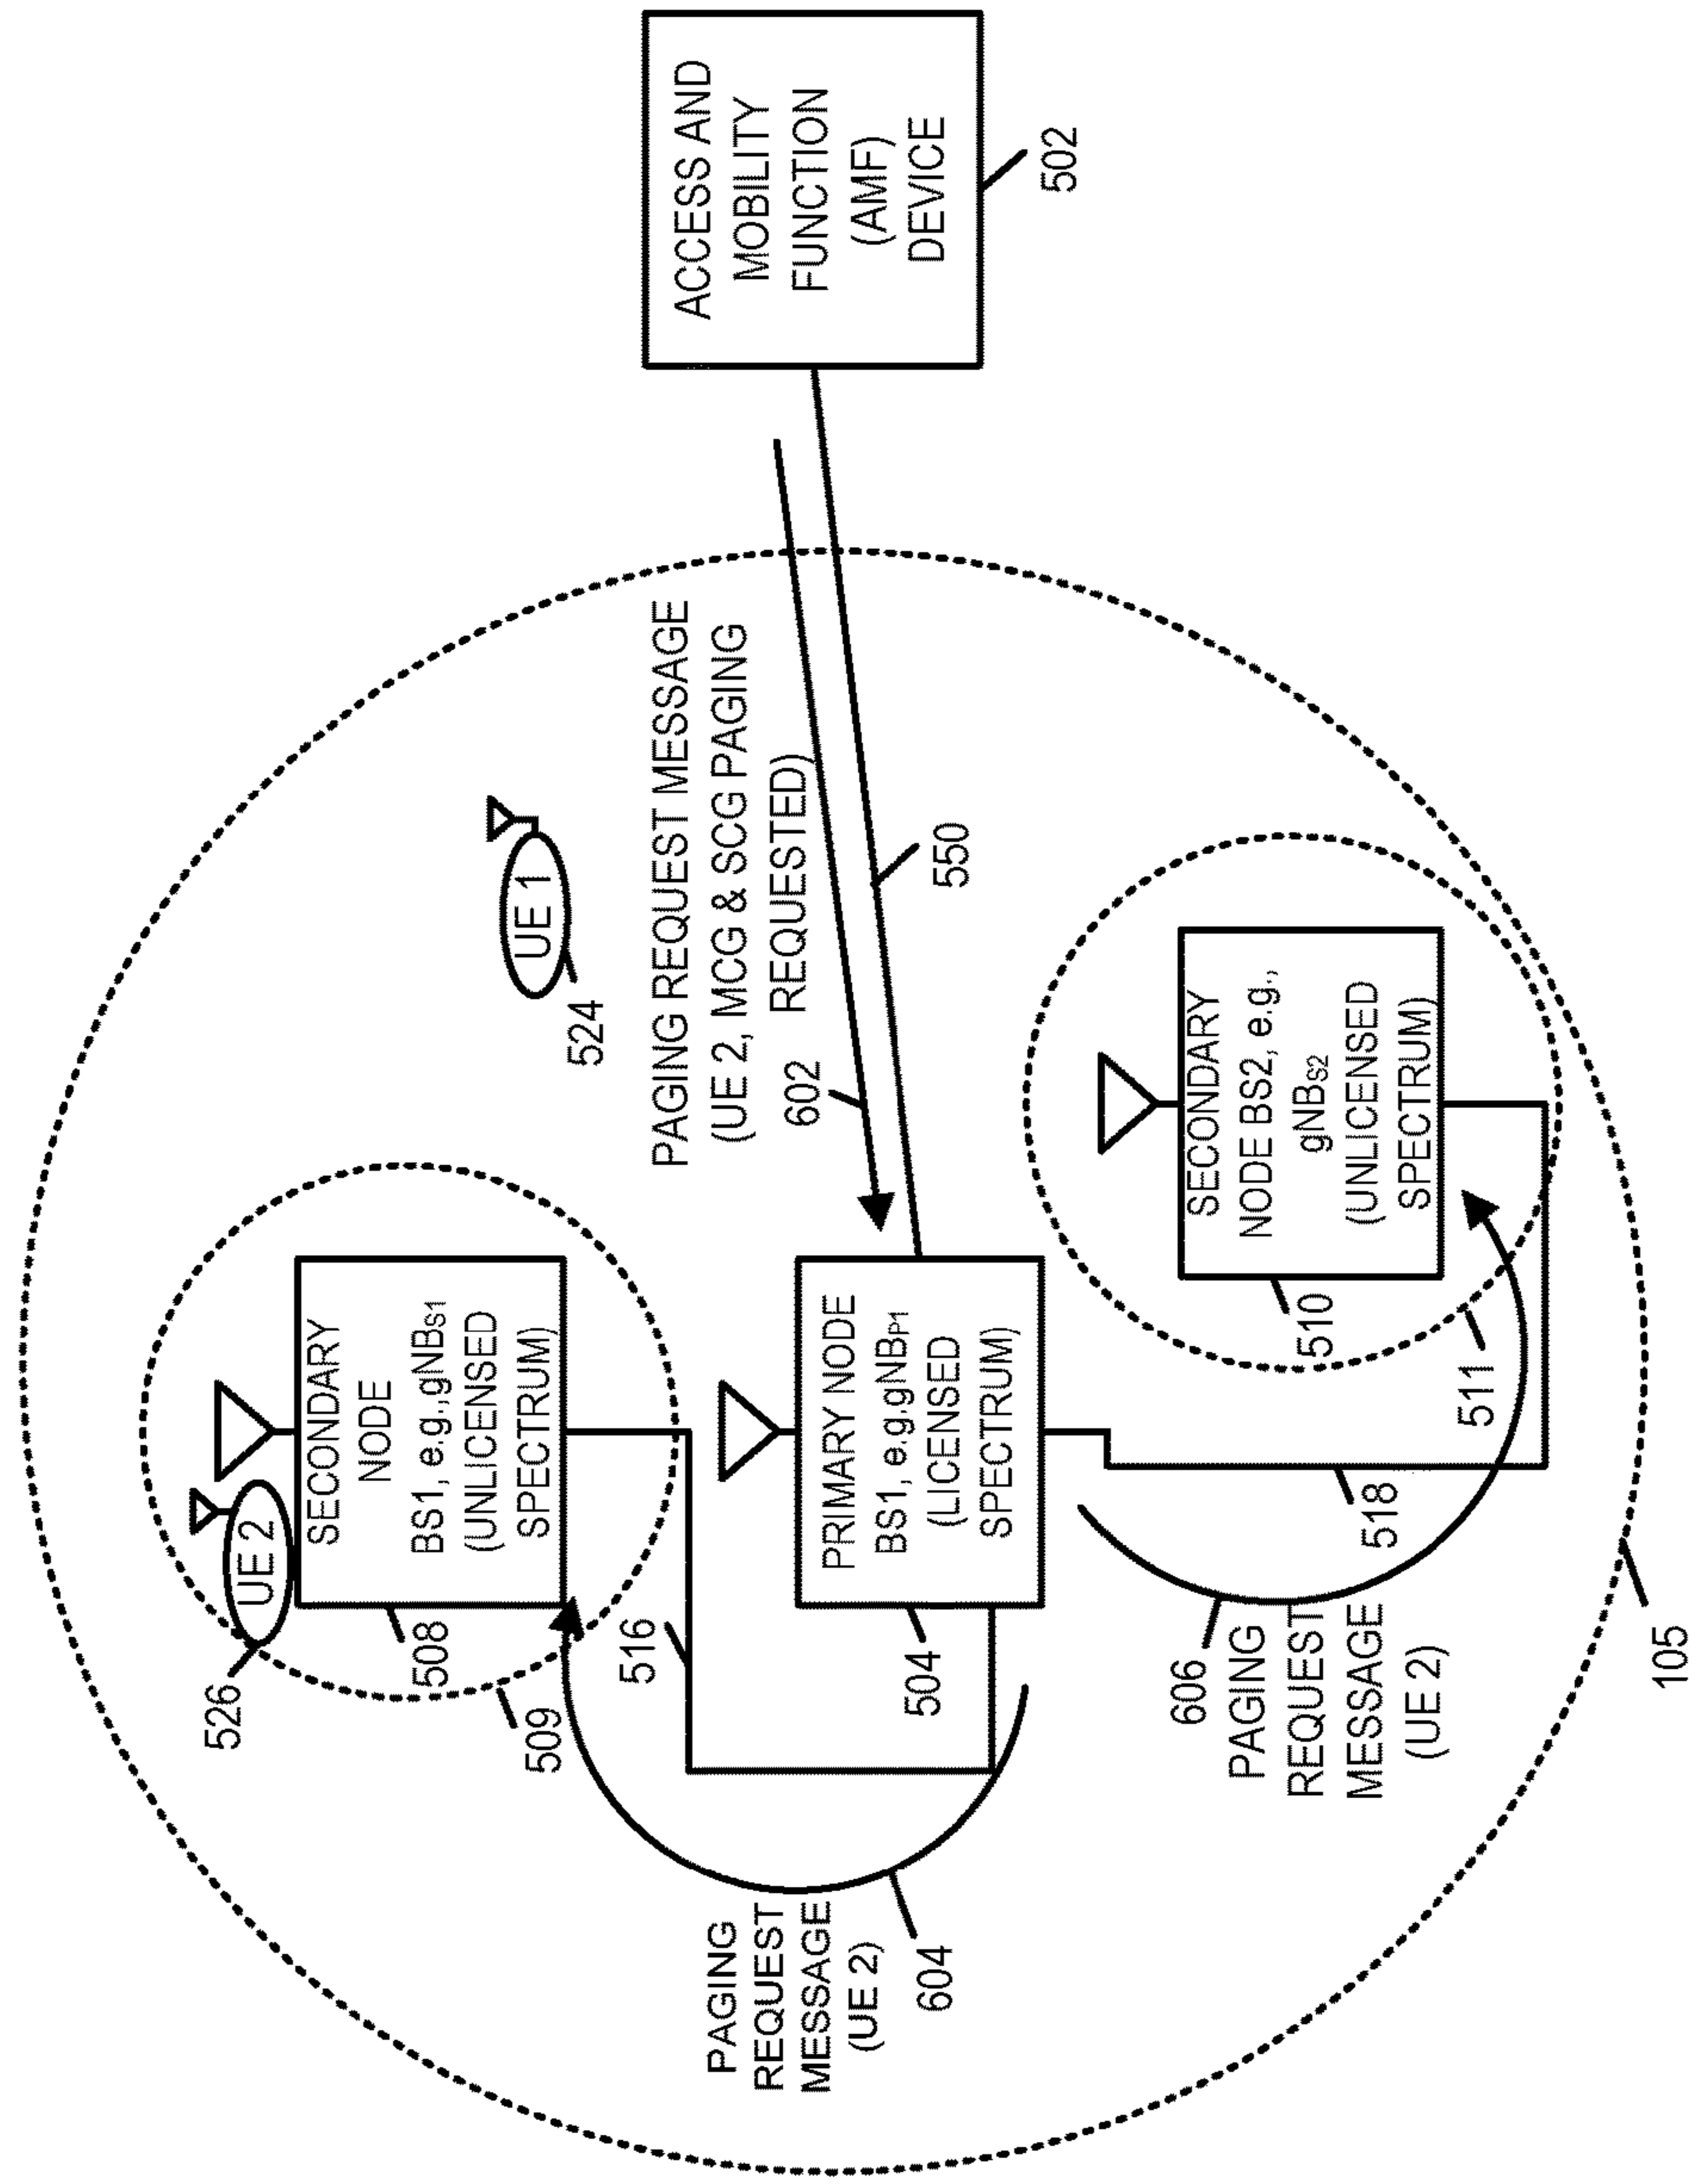 ACCESS AND
MOBILITY
FUNCTION
(AMF)
DEVICE
502
PAGING REQUEST MESSAGE
(UE 2, MCG & SCG PAGING
REQUESTED)
602
550
UE 1
524
UE 2
526
SECONDARY
NODE
BS1, e.g.,gNBS1
(UNLICENSED
SPECTRUM)
508
509
516
PRIMARY NODE
BS1, e.g,gNBP1
(LICENSED
SPECTRUM)
504
SECONDARY
NODE BS2, e.g.,
gNBS2
(UNLICENSED
SPECTRUM)
510
511
518
PAGING
REQUEST
MESSAGE
(UE 2)
604
606
PAGING
REQUEST
MESSAGE
(UE 2)
105